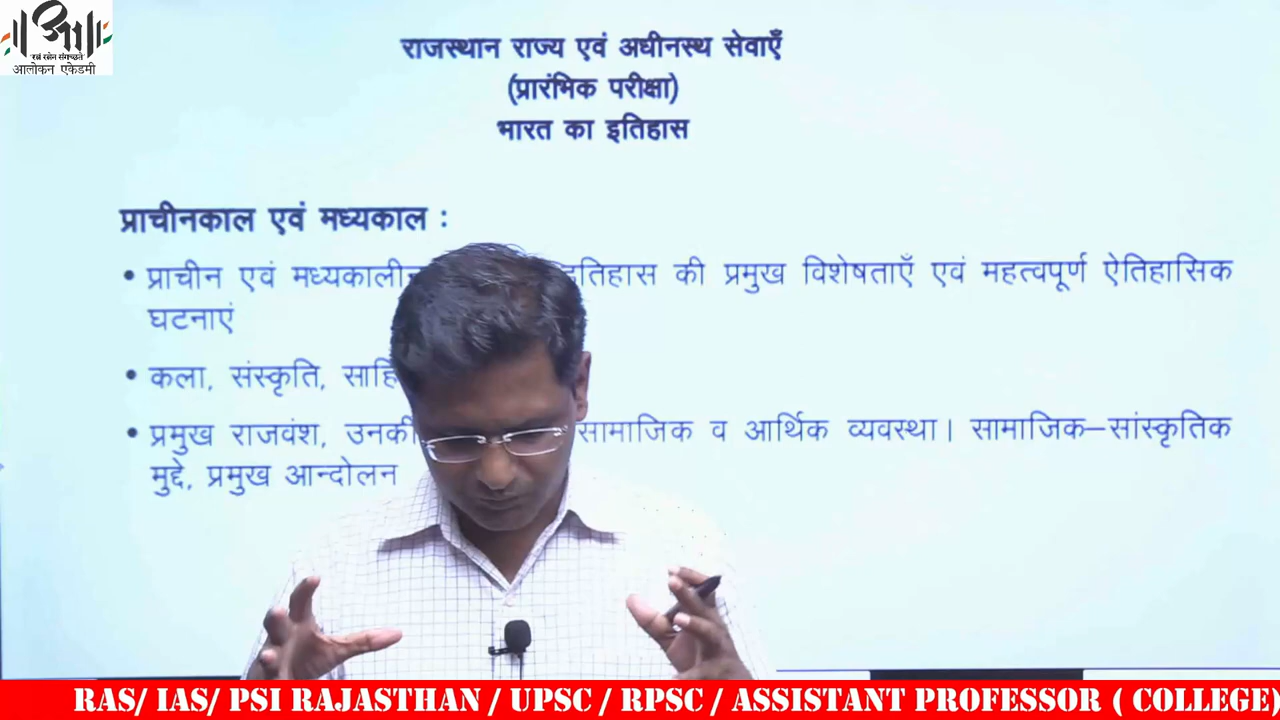 आलोकन एकेडमी
राजस्थान राज्य एवं अधीनस्थ सेवाएँ
(प्रारंभिक परीक्षा)
भारत का इतिहास
प्राचीनकाल एवं मध्यकाल :
• प्राचीन एवं मध्यकालीन इतिहास की प्रमुख विशेषताएँ एवं महत्वपूर्ण ऐतिहासिक
घटनाएं
• कला, संस्कृति,
• प्रमुख राजवंश, उनकी सामाजिक व आर्थिक व्यवस्था। सामाजिक–सांस्कृतिक
मुद्दे, प्रमुख आन्दोलन
RAS/ IAS/ PSI RAJASTHAN / UPSC / RPSC / ASSISTANT PROFESSOR ( COLLEGE)